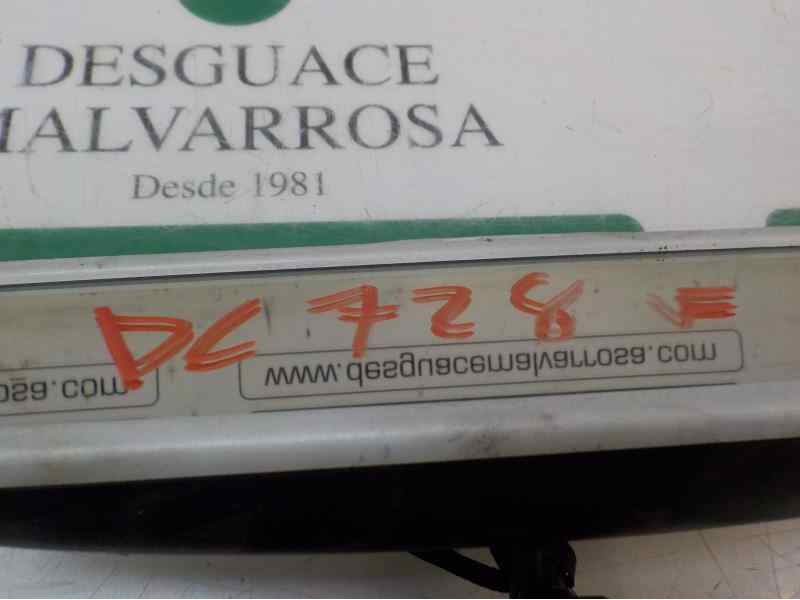 DESGUACE
MALVARROSA
Desde 1981
DC 728 F
www.desguacemalvarrosa.com
osa.com